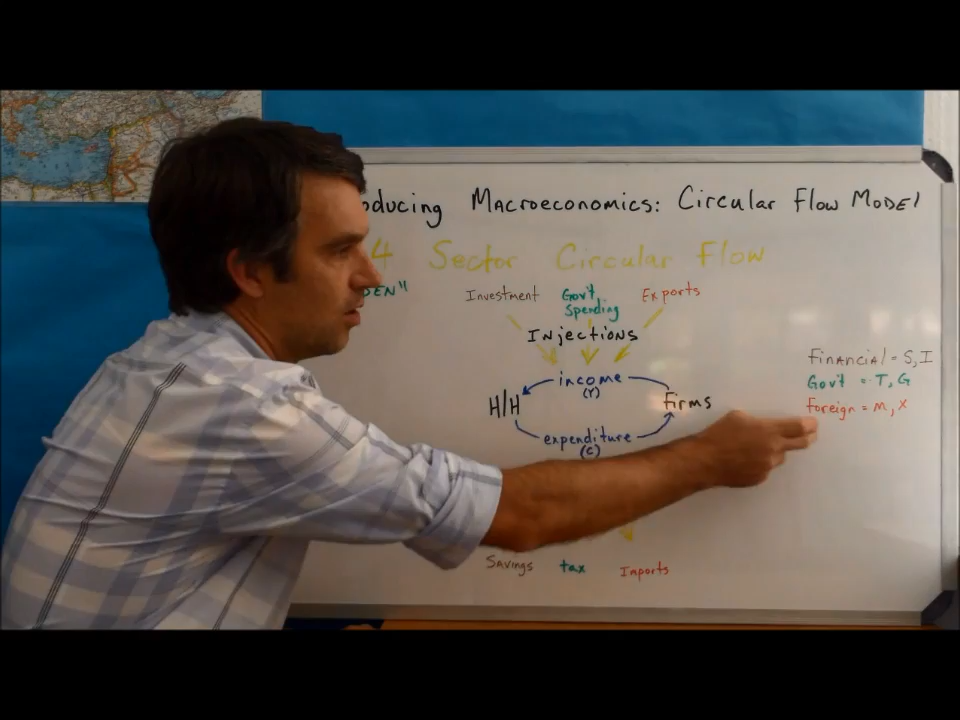 oducing Macroeconomics: Circular Flow Model
4 Sector Circular Flow
DEN"
Investment Gov't Spending Exports
Injections
income
(Y)
H/H Firms
expenditure
(C)
Savings tax Imports
Financial = S, I
Gov't = T, G
Foreign = M, X